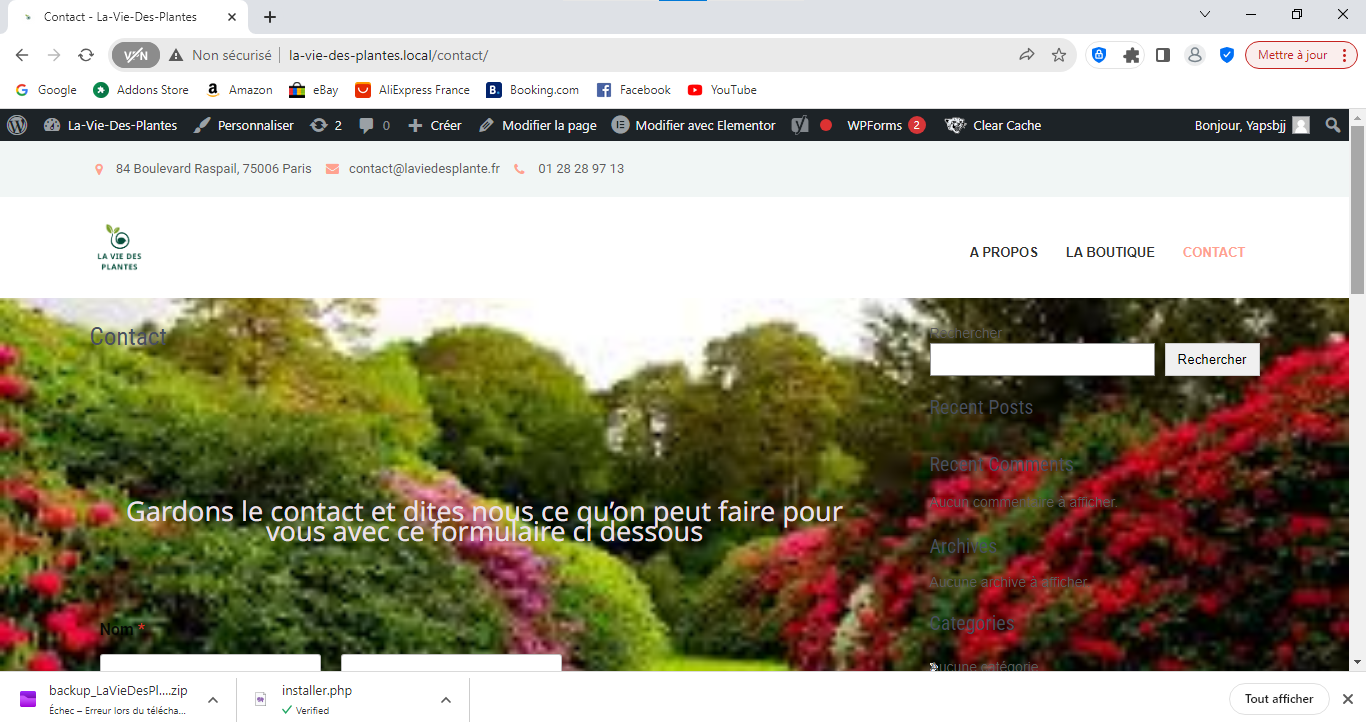 Contact - La-Vie-Des-Plantes
VPN Non sécurisé la-vie-des-plantes.local/contact/ Mettre à jour
Google Addons Store Amazon eBay AliExpress France Booking.com Facebook YouTube
La-Vie-Des-Plantes Personnaliser 2 0 Créer Modifier la page Modifier avec Elementor WPForms 2 Clear Cache Bonjour, Yapsbjj
84 Boulevard Raspail, 75006 Paris contact@laviedesplante.fr 01 28 28 97 13
LA VIE DES
PLANTES
A PROPOS LA BOUTIQUE CONTACT
Contact
Gardons le contact et dites nous ce qu’on peut faire pour
vous avec ce formulaire ci dessous
Nom *
Rechercher
Rechercher
Recent Posts
Recent Comments
Aucun commentaire à afficher.
Archives
Aucune archive à afficher.
Categories
Aucune catégorie
backup_LaVieDesPl....zip
Échec – Erreur lors du télécha...
installer.php
Verified
Tout afficher